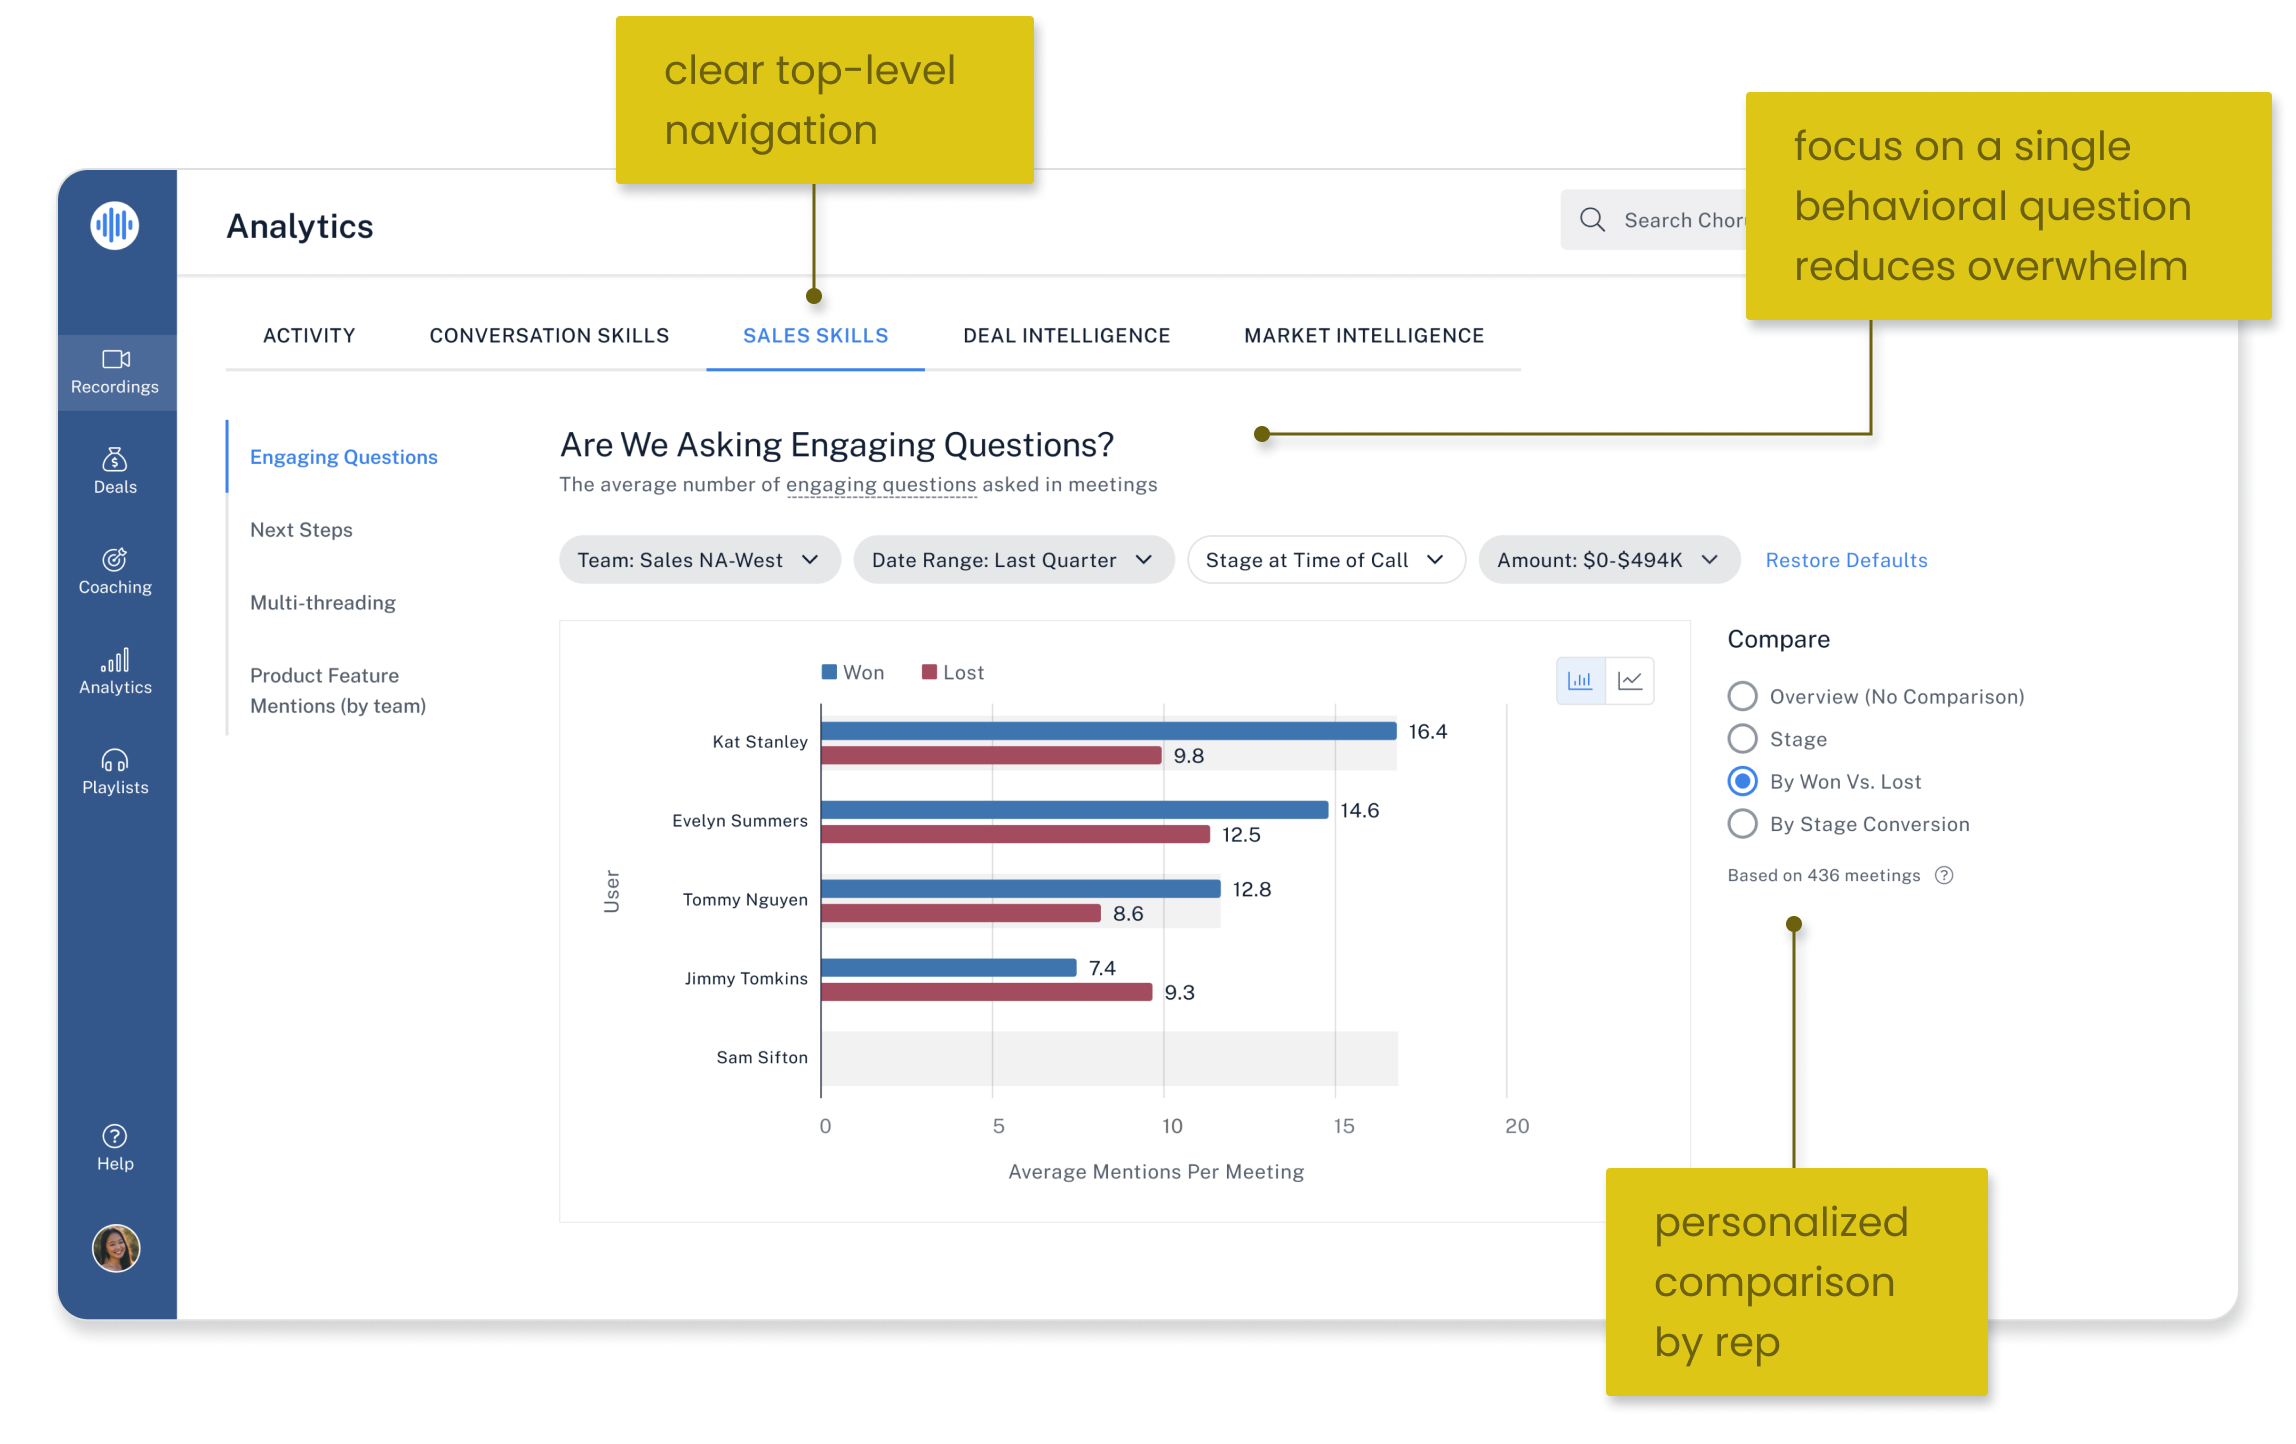 clear top-level
navigation
focus on a single
behavioral question
reduces overwhelm
Analytics
Search Chor
ACTIVITY
CONVERSATION SKILLS
SALES SKILLS
DEAL INTELLIGENCE
MARKET INTELLIGENCE
Recordings
Deals
Coaching
Analytics
Playlists
Help
Engaging Questions
Next Steps
Multi-threading
Product Feature
Mentions (by team)
Are We Asking Engaging Questions?
The average number of engaging questions asked in meetings
Team: Sales NA-West
Date Range: Last Quarter
Stage at Time of Call
Amount: $0-$494K
Restore Defaults
Won
Lost
User
Kat Stanley
16.4
9.8
Evelyn Summers
14.6
12.5
Tommy Nguyen
12.8
8.6
Jimmy Tomkins
7.4
9.3
Sam Sifton
0 5 10 15 20
Average Mentions Per Meeting
Compare
Overview (No Comparison)
Stage
By Won Vs. Lost
By Stage Conversion
Based on 436 meetings ?
personalized
comparison
by rep